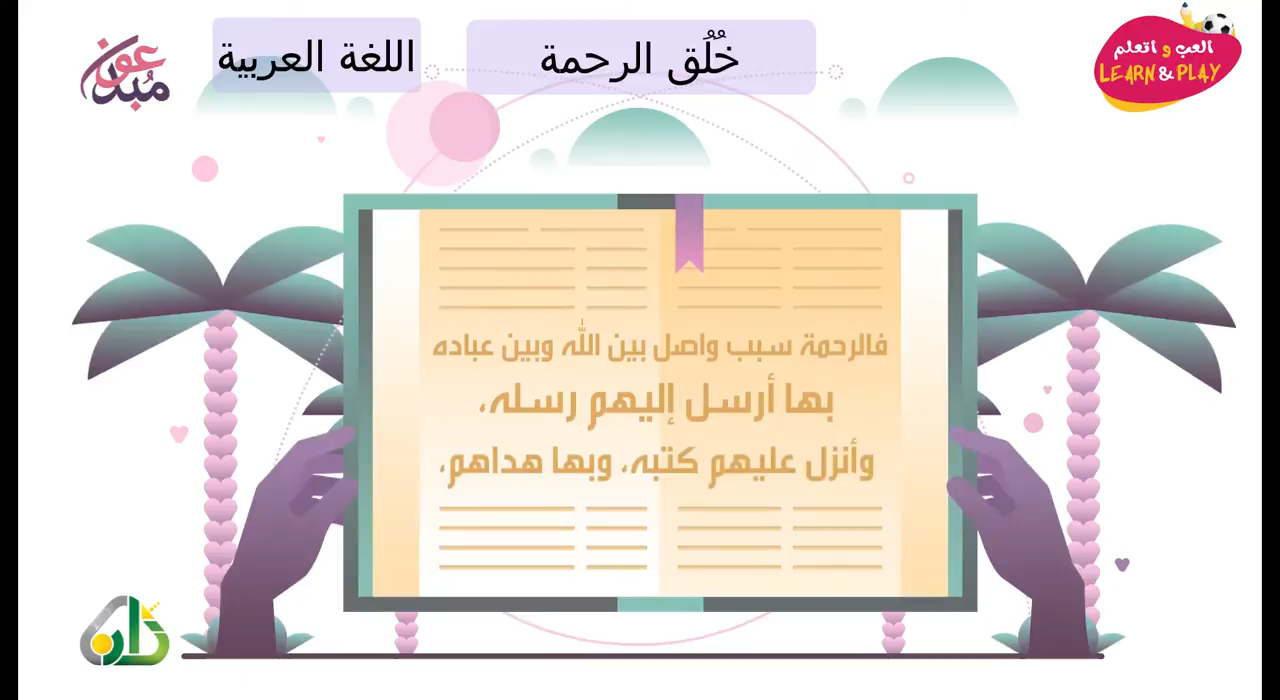 خُلُق الرحمة
اللغة العربية
العب و اتعلم
LEARN & PLAY
مُبدعون
فالرحمة سبب واصل بين الله وبين عباده
بها أرسل إليهم رسله،
وأنزل عليهم كتبه، وبها هداهم،